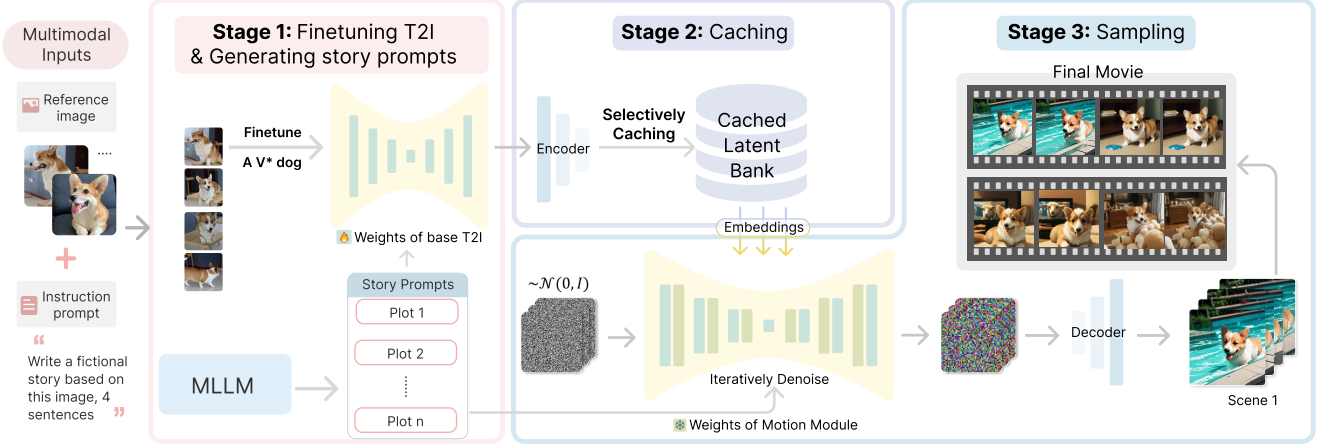 Multimodal
Inputs
Reference
image
....
+
Instruction
prompt
“
Write a fictional
story based on
this image, 4
sentences
”
Stage 1: Finetuning T2I
& Generating story prompts
Finetune
A V* dog
Weights of base T2I
MLLM
Story Prompts
Plot 1
Plot 2
Plot n
Stage 2: Caching
Encoder
Selectively
Caching
Cached
Latent
Bank
Embeddings
Stage 3: Sampling
Final Movie
~𝒩(0, I)
Iteratively Denoise
Weights of Motion Module
Decoder
Scene 1